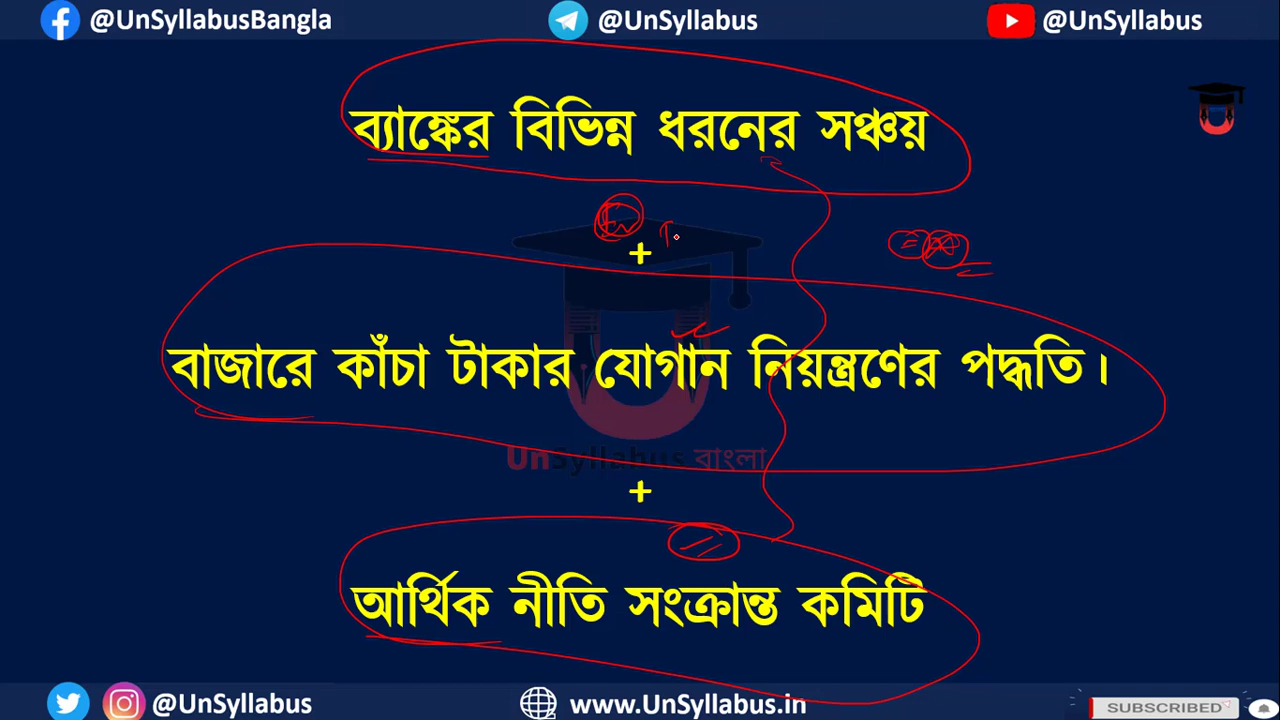 @UnSyllabusBangla @UnSyllabus @UnSyllabus
ব্যাঙ্কের বিভিন্ন ধরনের সঞ্চয়
+
বাজারে কাঁচা টাকার যোগান নিয়ন্ত্রণের পদ্ধতি।
UnSyllabus বাংলা
+
আর্থিক নীতি সংক্রান্ত কমিটি
@UnSyllabus www.UnSyllabus.in SUBSCRIBED